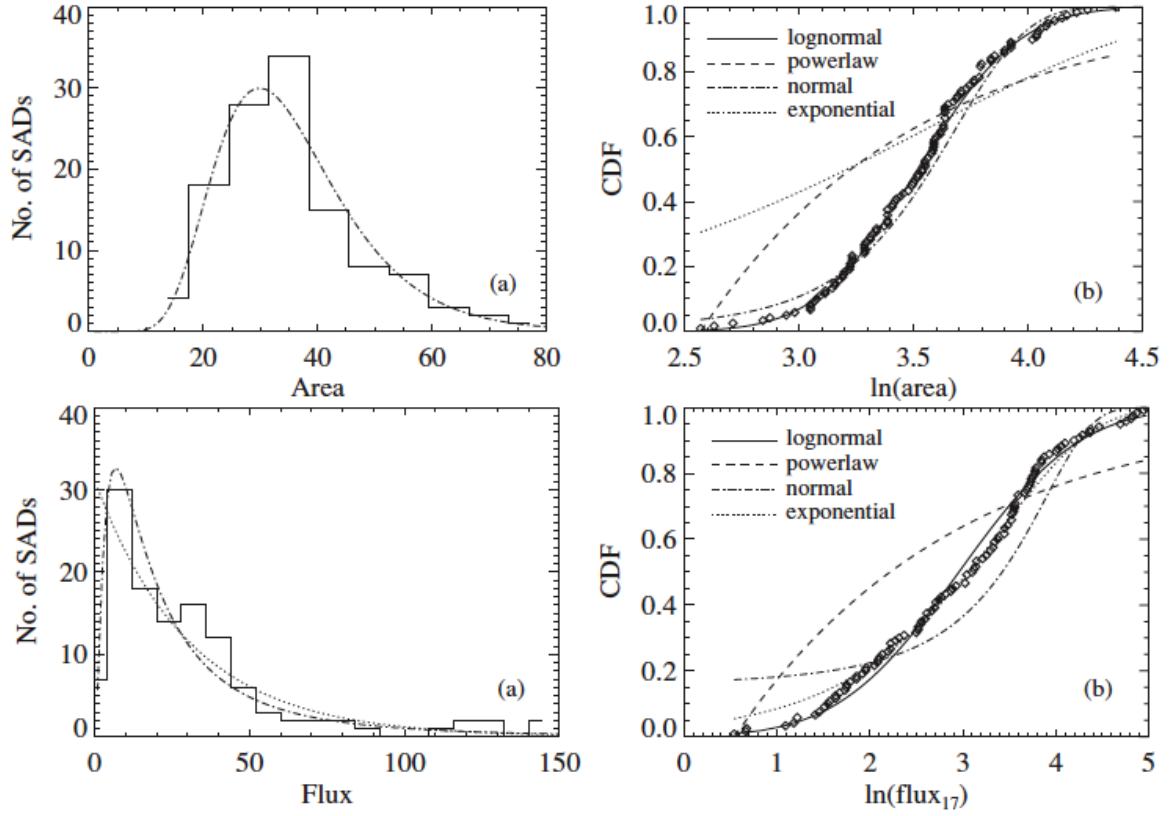 40
30
20
10
0
No. of SADs
0 20 40 60 80
Area
(a)
1.0
0.8
0.6
0.4
0.2
0.0
CDF
lognormal
powerlaw
normal
exponential
(b)
2.5 3.0 3.5 4.0 4.5
ln(area)
40
30
20
10
0
No. of SADs
(a)
0 50 100 150
Flux
1.0
0.8
0.6
0.4
0.2
0.0
CDF
lognormal
powerlaw
normal
exponential
(b)
0 1 2 3 4 5
ln(flux₁₇)